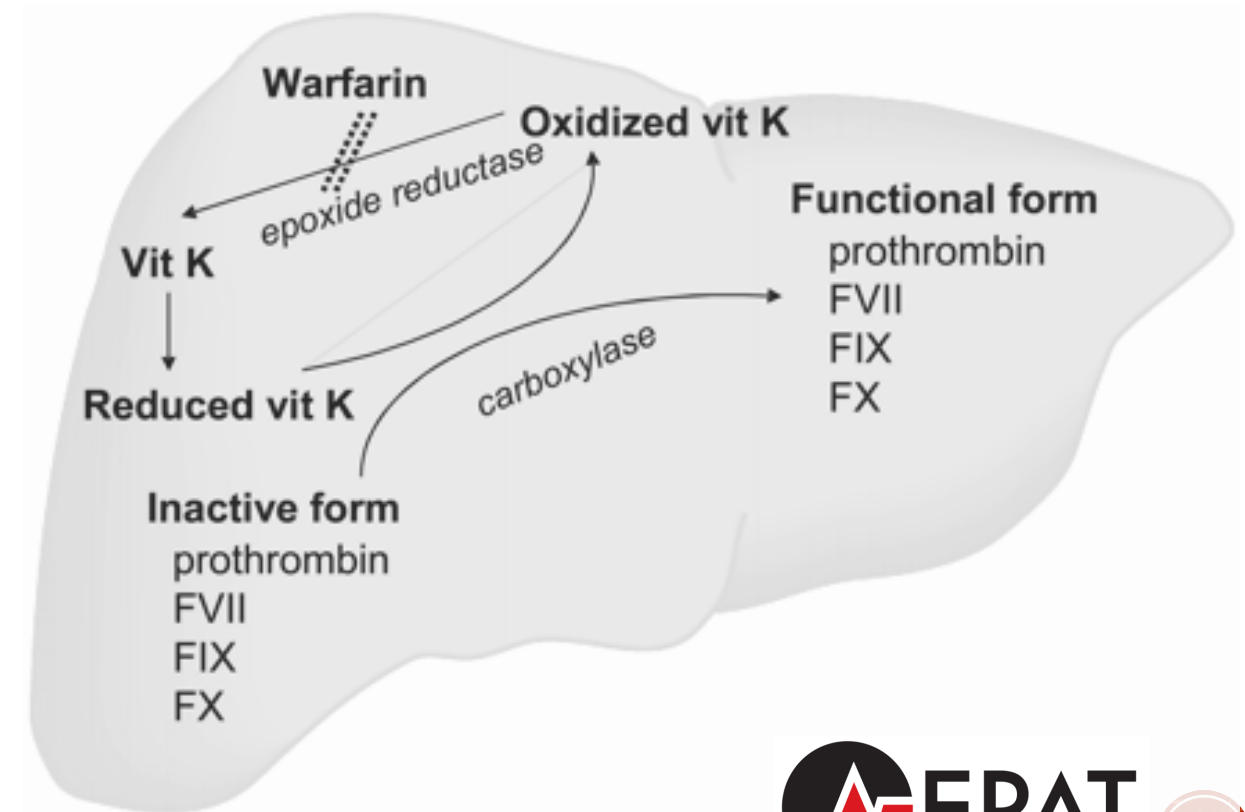 Warfarin
Oxidized vit K
epoxide reductase
Vit K
Reduced vit K
carboxylase
Functional form
prothrombin
FVII
FIX
FX
Inactive form
prothrombin
FVII
FIX
FX